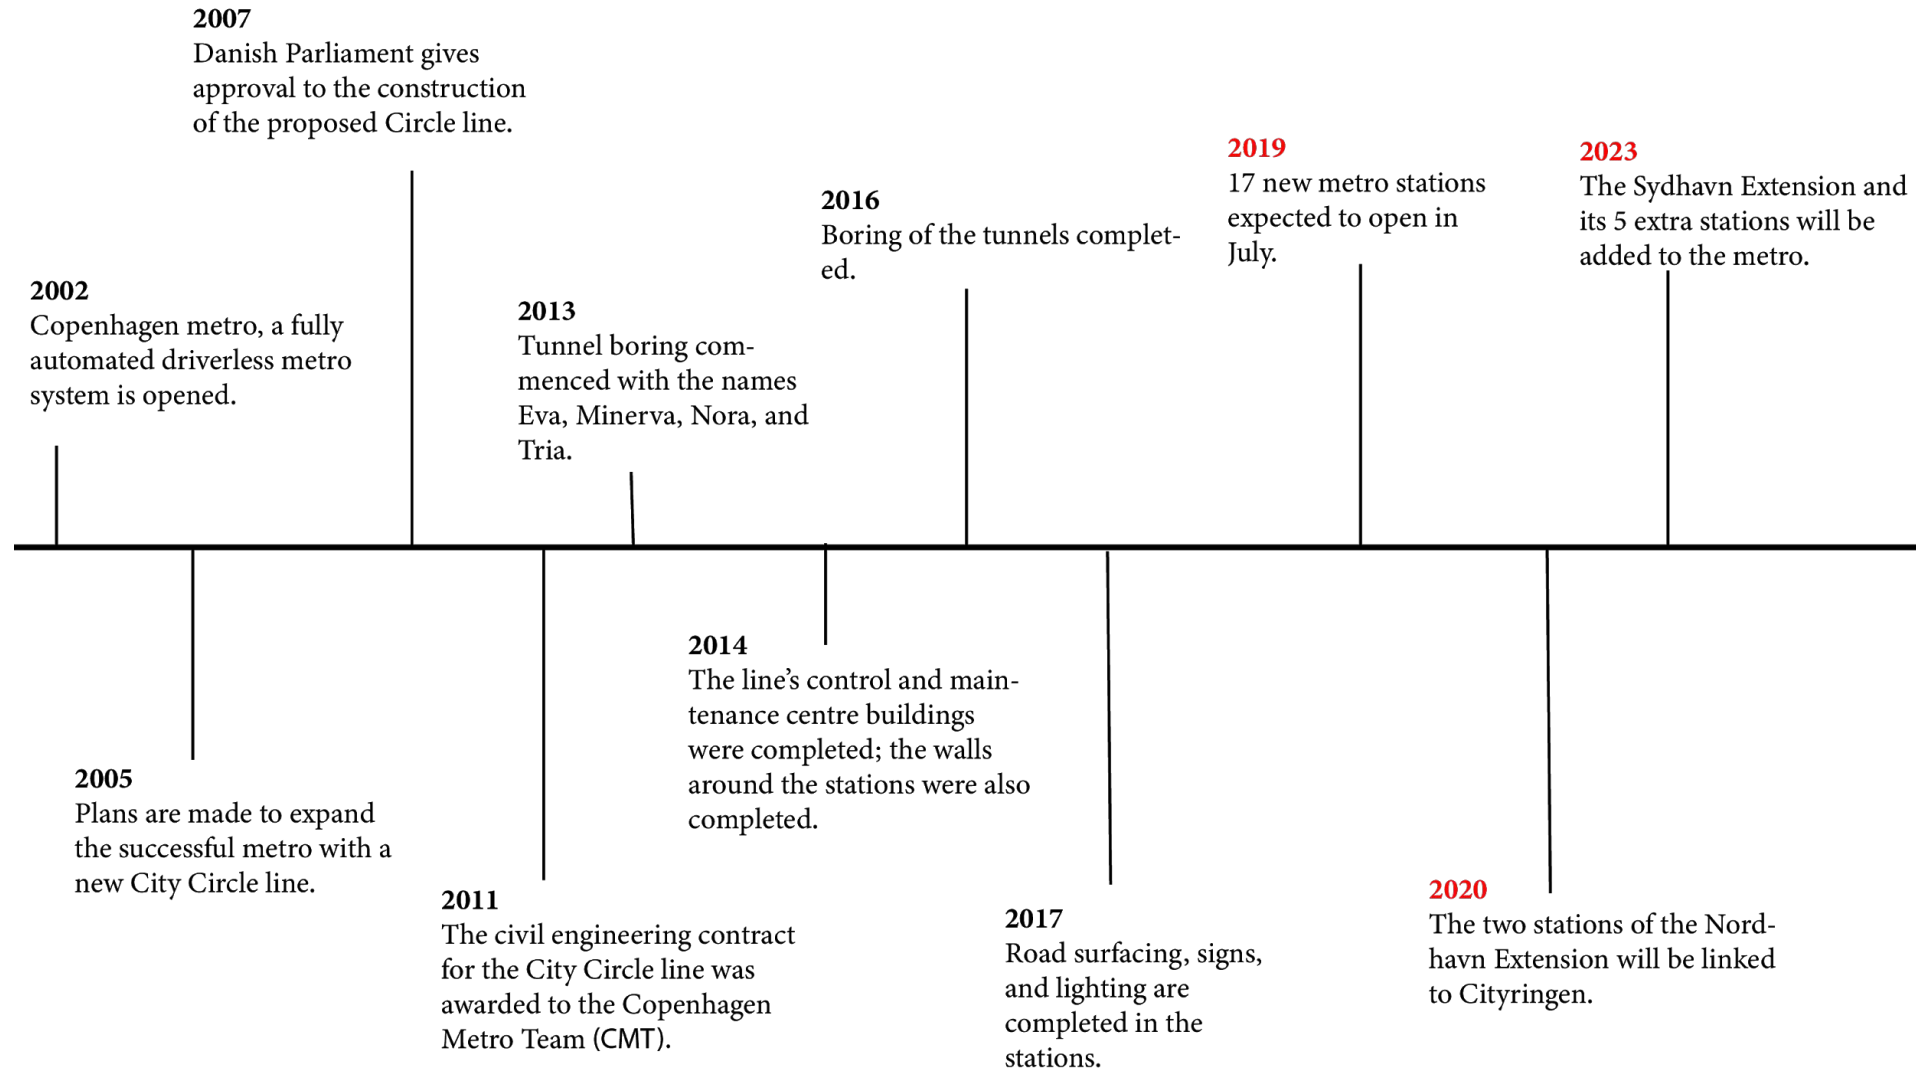 2007
Danish Parliament gives
approval to the construction
of the proposed Circle line.
2002
Copenhagen metro, a fully
automated driverless metro
system is opened.
2013
Tunnel boring com-
menced with the names
Eva, Minerva, Nora, and
Tria.
2016
Boring of the tunnels complet-
ed.
2019
17 new metro stations
expected to open in
July.
2023
The Sydhavn Extension and
its 5 extra stations will be
added to the metro.
2005
Plans are made to expand
the successful metro with a
new City Circle line.
2011
The civil engineering contract
for the City Circle line was
awarded to the Copenhagen
Metro Team (CMT).
2014
The line’s control and main-
tenance centre buildings
were completed; the walls
around the stations were also
completed.
2017
Road surfacing, signs,
and lighting are
completed in the
stations.
2020
The two stations of the Nord-
havn Extension will be linked
to Cityringen.